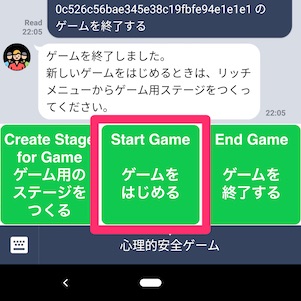 0c526c56bae345e38c19fbfe94e1e1e1 の
ゲームを終了する
Read
22:05
ゲームを終了しました。
新しいゲームをはじめるときは、リッチ
メニューからゲーム用ステージをつくっ
てください。
22:05
Create Stage
for Game
ゲーム用の
ステージを
つくる
Start Game
ゲームを
はじめる
End Game
ゲームを
終了する
心理的安全ゲーム